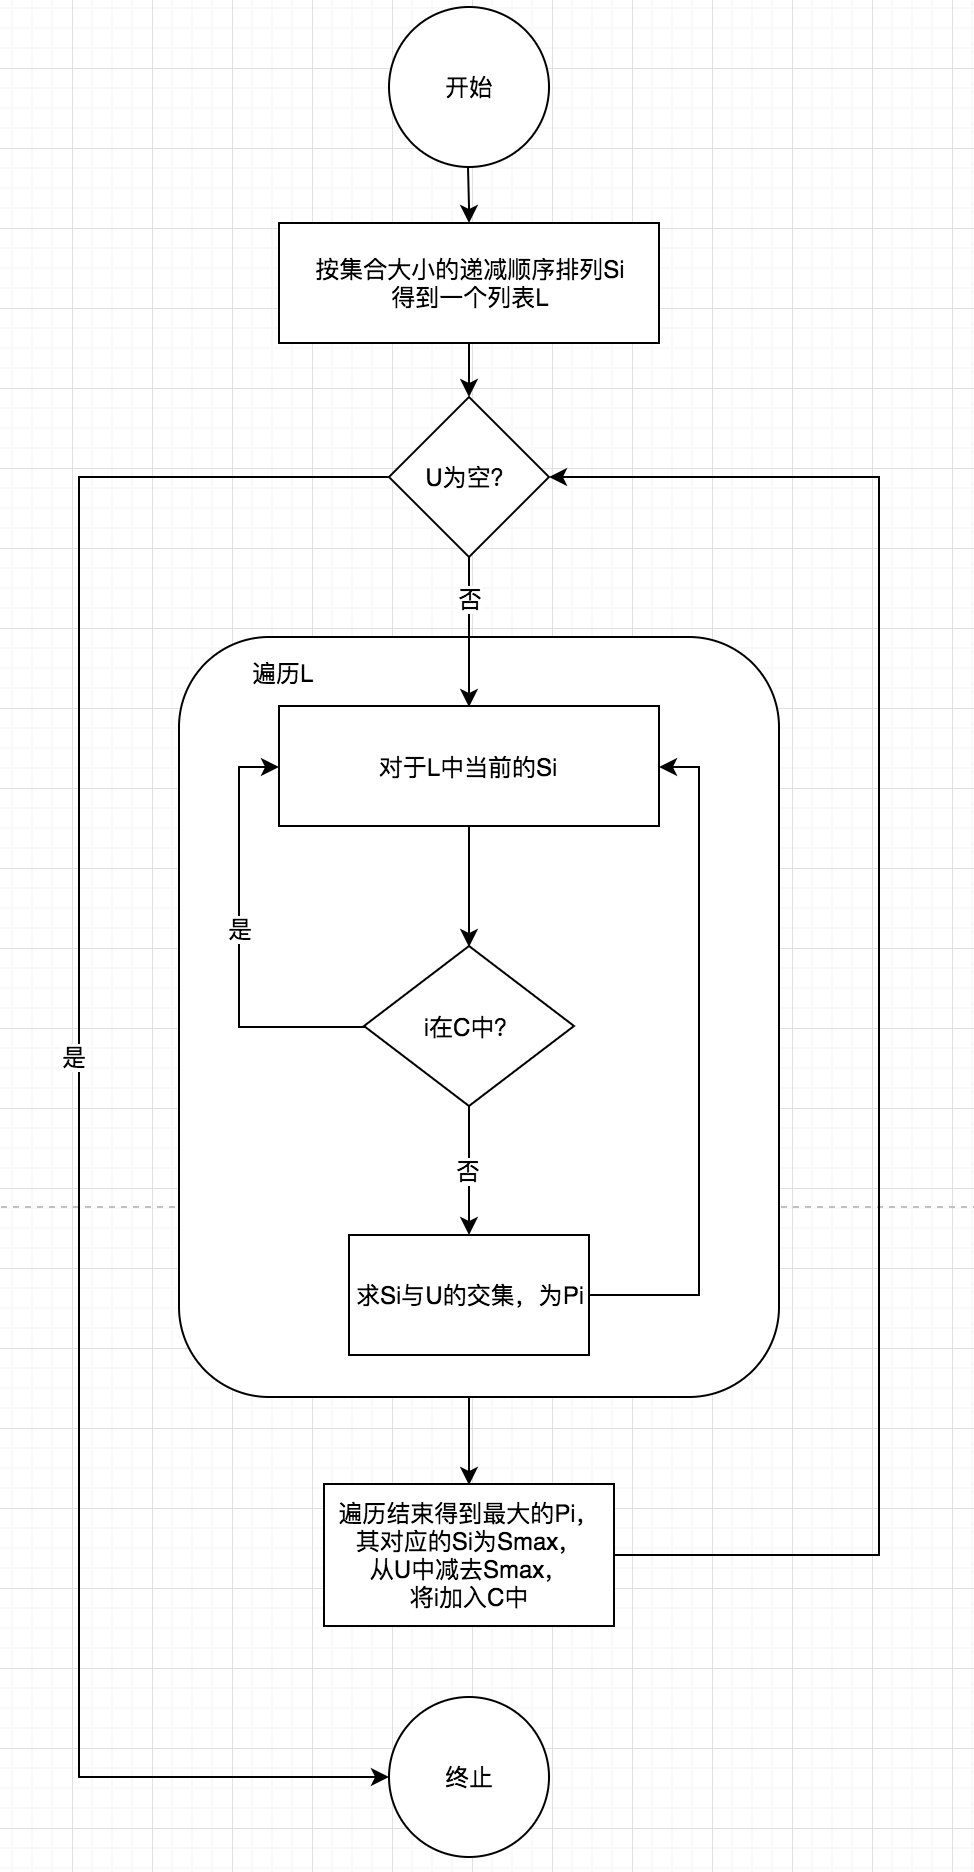 开始
按集合大小的递减顺序排列Si
得到一个列表L
U为空?
否
遍历L
对于L中当前的Si
是
i在C中?
是
否
求Si与U的交集，为Pi
遍历结束得到最大的Pi，
其对应的Si为Smax，
从U中减去Smax，
将i加入C中
终止